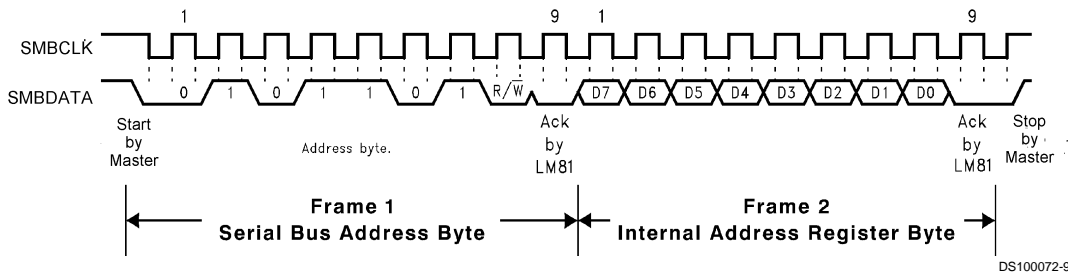 1 9 1 9
SMBCLK
SMBDATA 0 1 0 1 1 0 1 R/W̅ D7 D6 D5 D4 D3 D2 D1 D0
Start by Master
Address byte.
Ack by LM81
Ack by LM81
Stop by Master
Frame 1
Serial Bus Address Byte
Frame 2
Internal Address Register Byte
DS100072-9